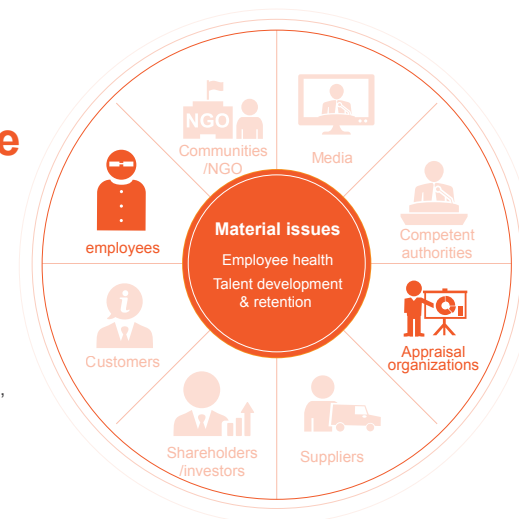 e
NGO
Communities
/NGO
Media
employees
Material issues
Employee health
Talent development
& retention
Competent
authorities
Customers
i
Appraisal
organizations
,
Shareholders
/investors
Suppliers